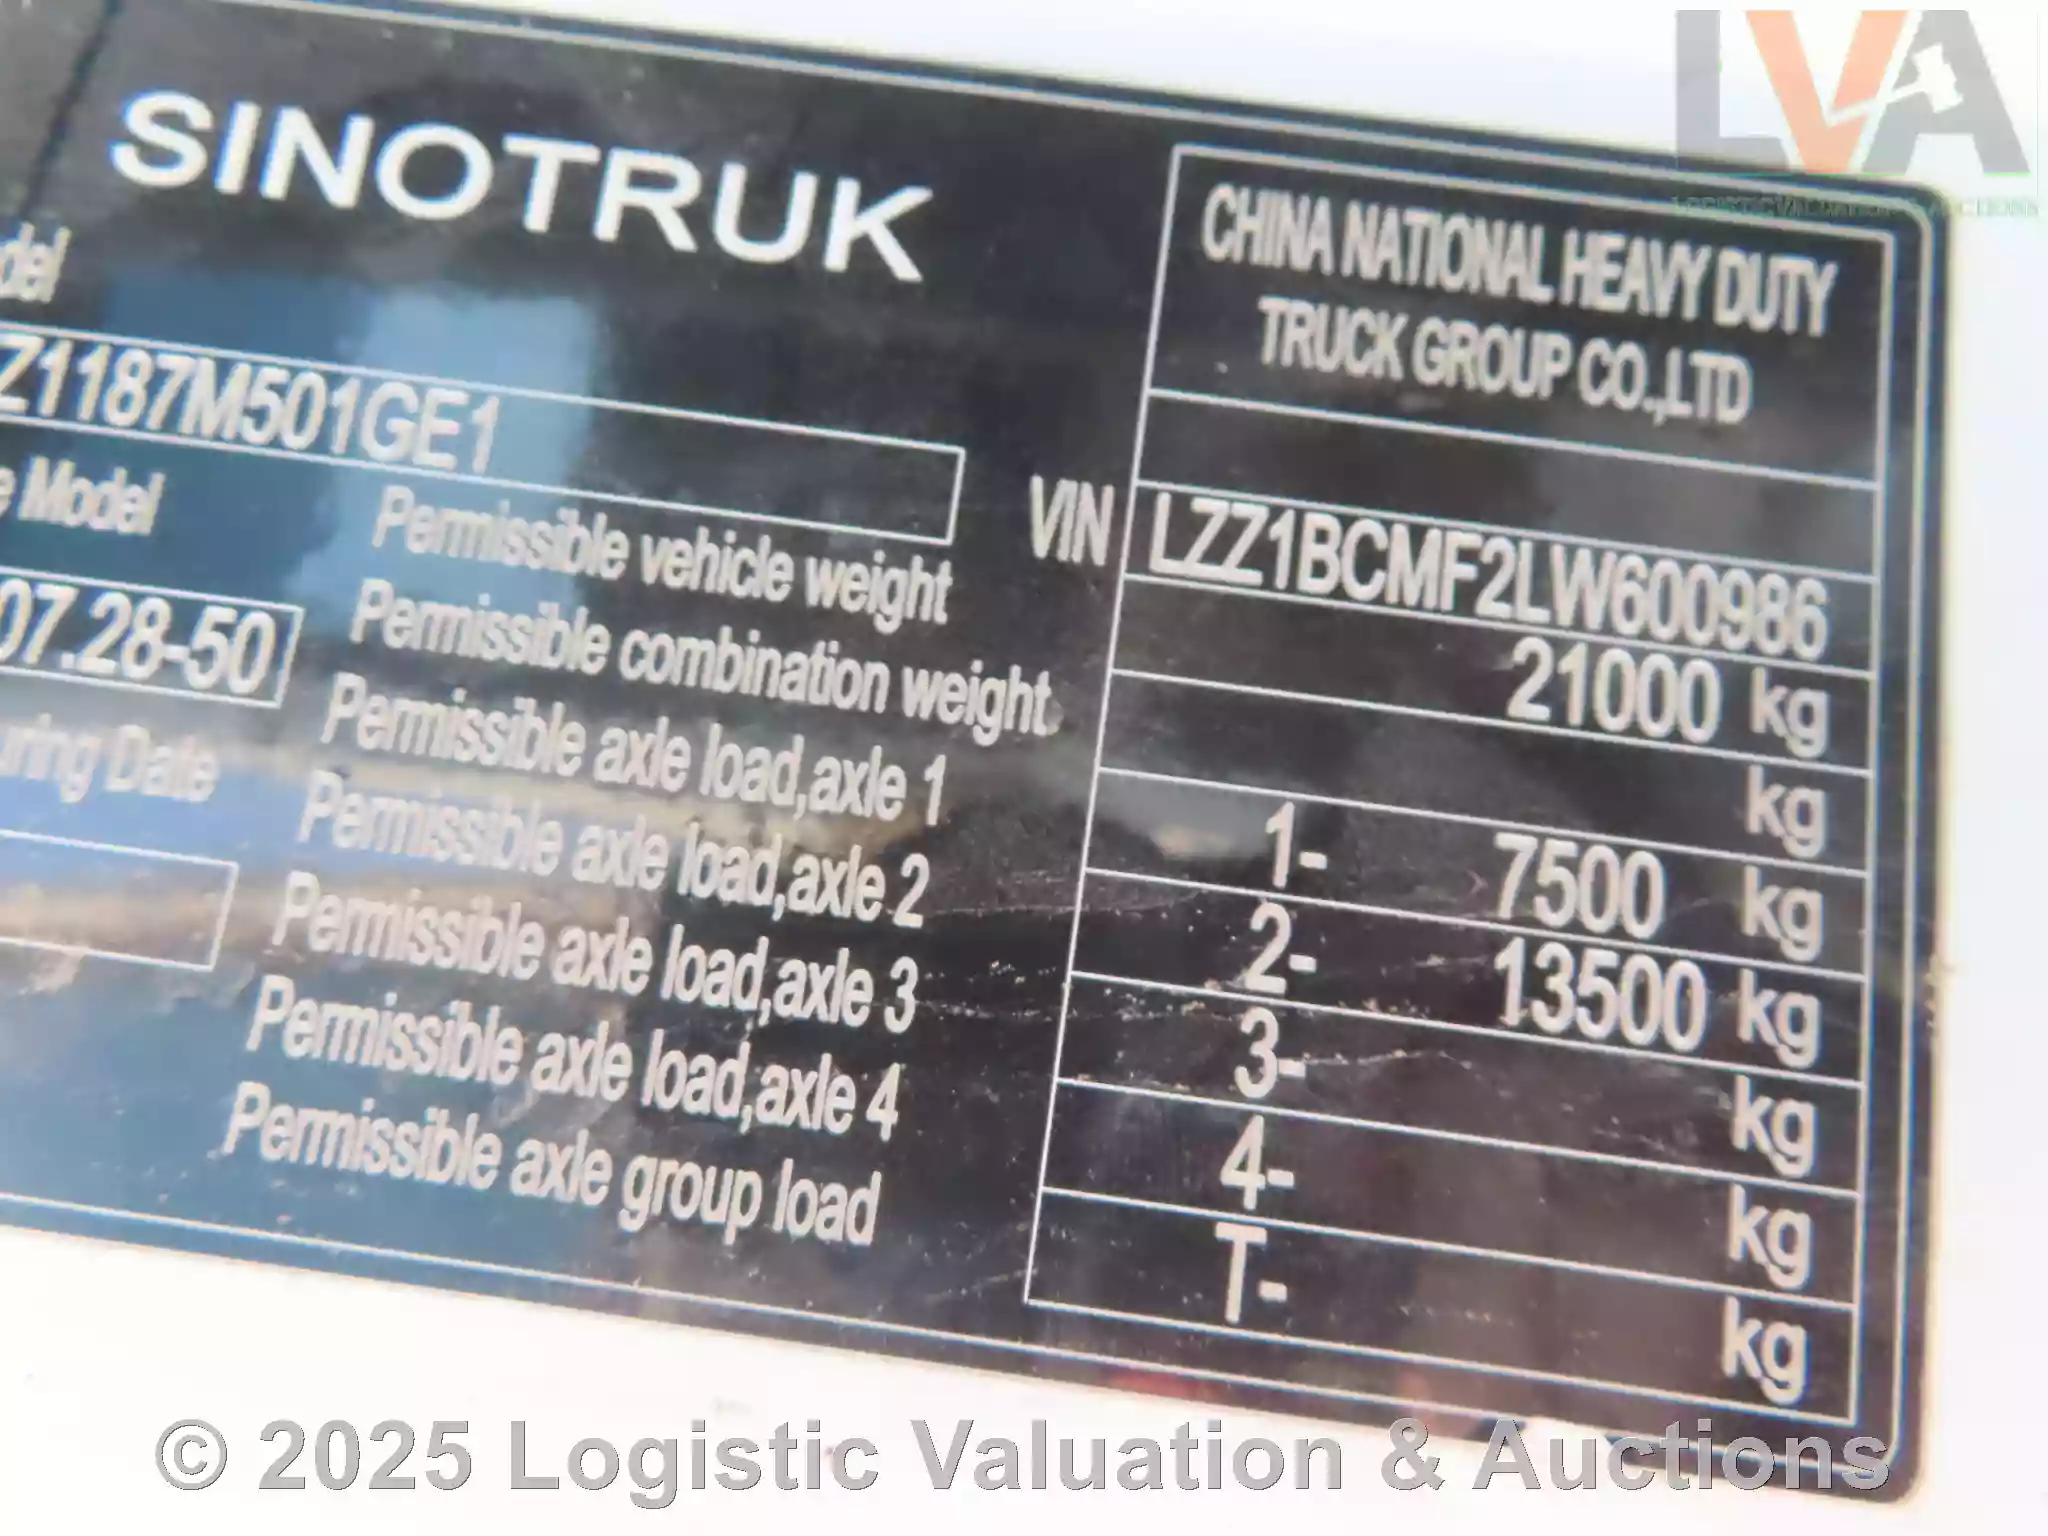 LVA
LOGISTIC VALUATION & AUCTIONS
SINOTRUK
CHINA NATIONAL HEAVY DUTY
TRUCK GROUP CO.,LTD
del
Z1187M501GE1
e Model
07.28-50
uring Date
VIN LZZ1BCMF2LW600986
Permissible vehicle weight 21000 kg
Permissible combination weight kg
Permissible axle load,axle 1 1- 7500 kg
Permissible axle load,axle 2 2- 13500 kg
Permissible axle load,axle 3 3- kg
Permissible axle load,axle 4 4- kg
Permissible axle group load T- kg
© 2025 Logistic Valuation & Auctions